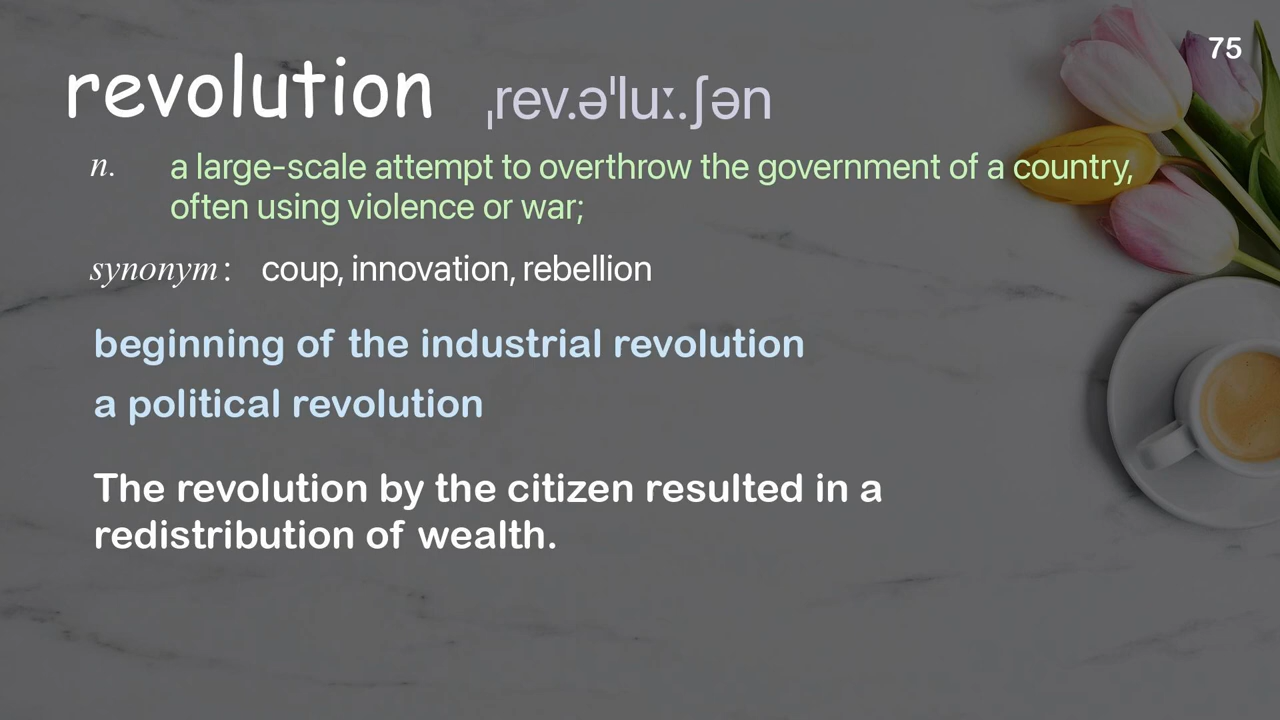 75
revolution ˌrev.əˈluː.ʃən
n. a large-scale attempt to overthrow the government of a country,
often using violence or war;
synonym : coup, innovation, rebellion
beginning of the industrial revolution
a political revolution
The revolution by the citizen resulted in a
redistribution of wealth.